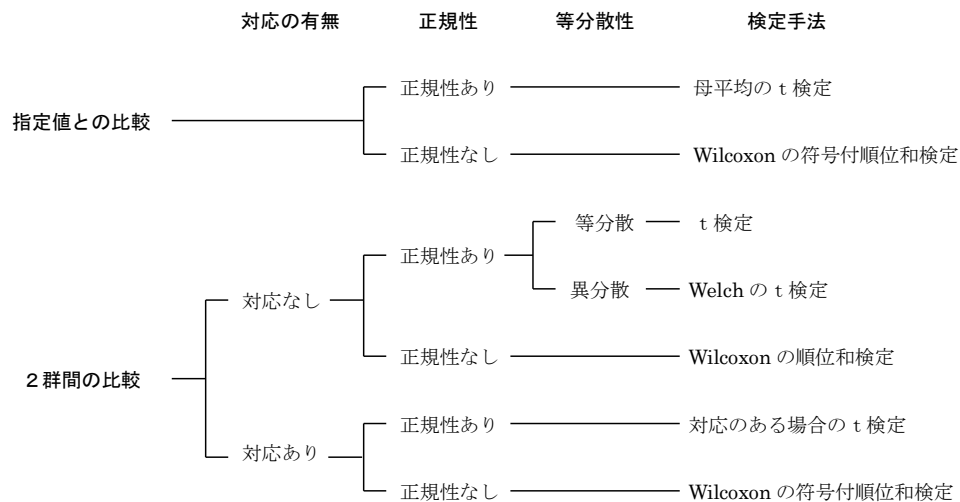 対応の有無 正規性 等分散性 検定手法
正規性あり 母平均のｔ検定
指定値との比較
正規性なし Wilcoxon の符号付順位和検定
等分散 ｔ検定
正規性あり
異分散 Welch のｔ検定
対応なし
正規性なし Wilcoxon の順位和検定
２群間の比較
正規性あり 対応のある場合のｔ検定
対応あり
正規性なし Wilcoxon の符号付順位和検定